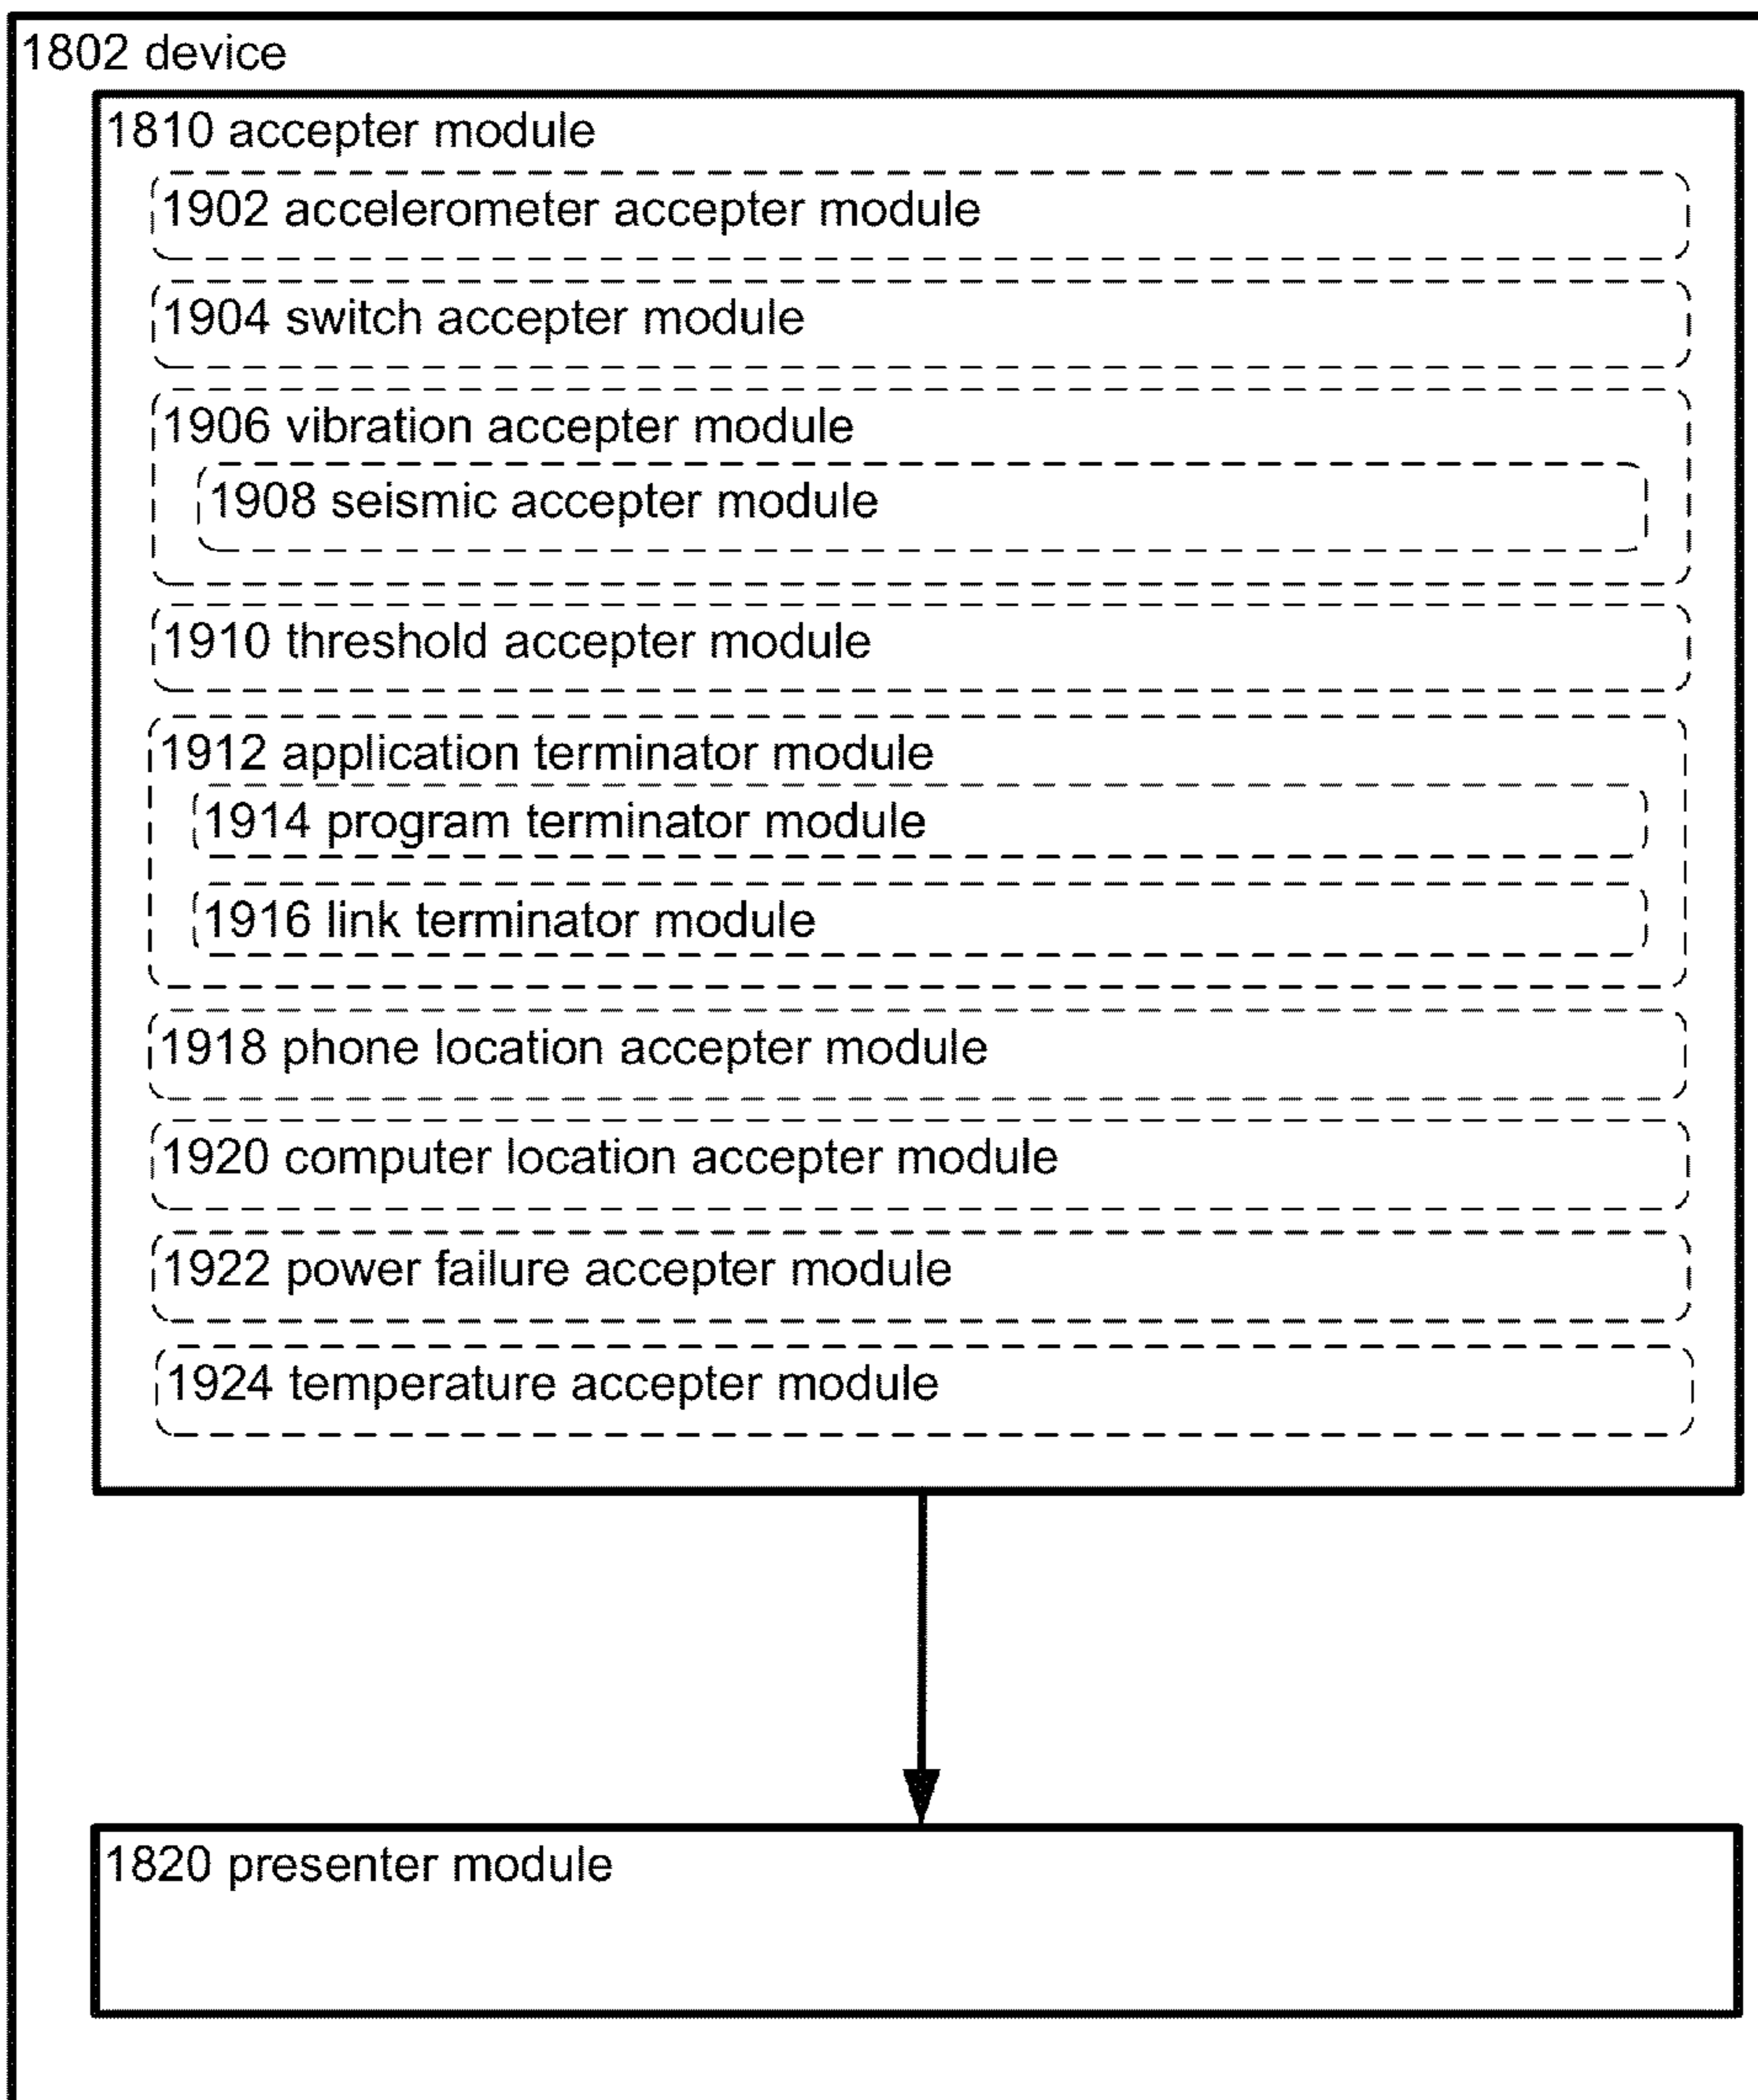 1802 device
1810 accepter module
1902 accelerometer accepter module
1904 switch accepter module
1906 vibration accepter module
1908 seismic accepter module
1910 threshold accepter module
1912 application terminator module
1914 program terminator module
1916 link terminator module
1918 phone location accepter module
1920 computer location accepter module
1922 power failure accepter module
1924 temperature accepter module
1820 presenter module